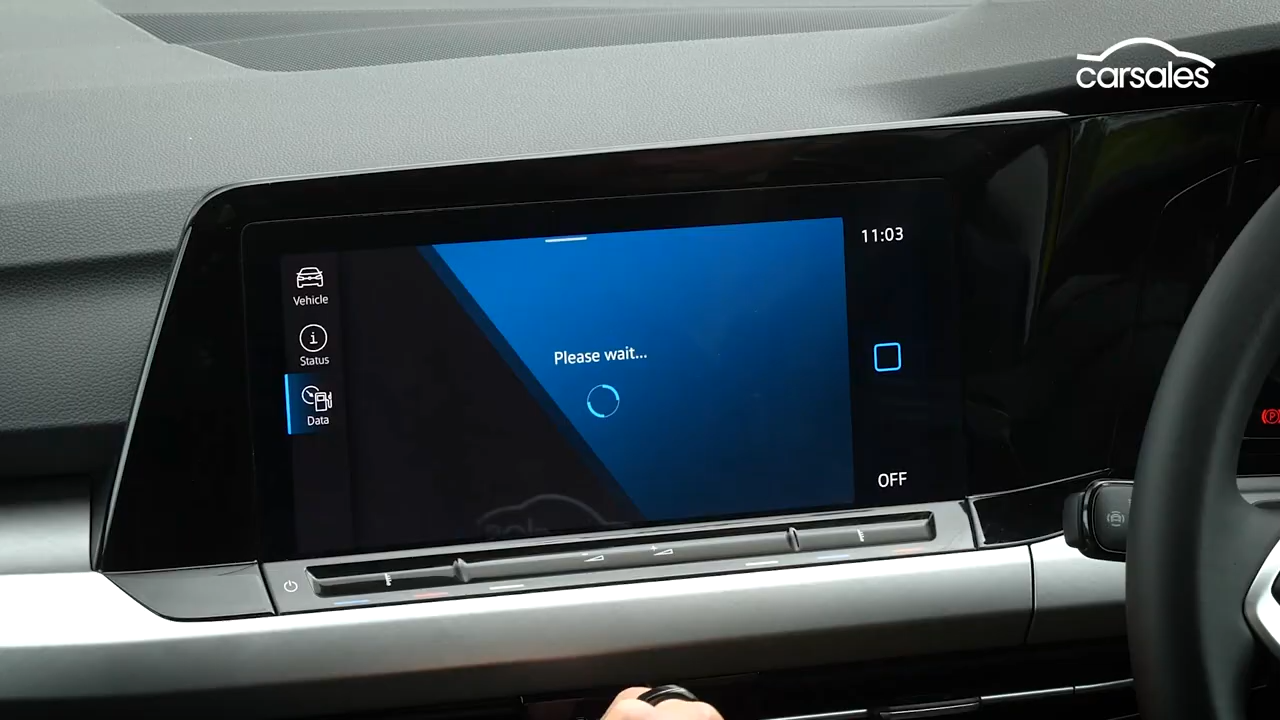 carsales
11:03
Vehicle
Please wait...
Status
Data
OFF